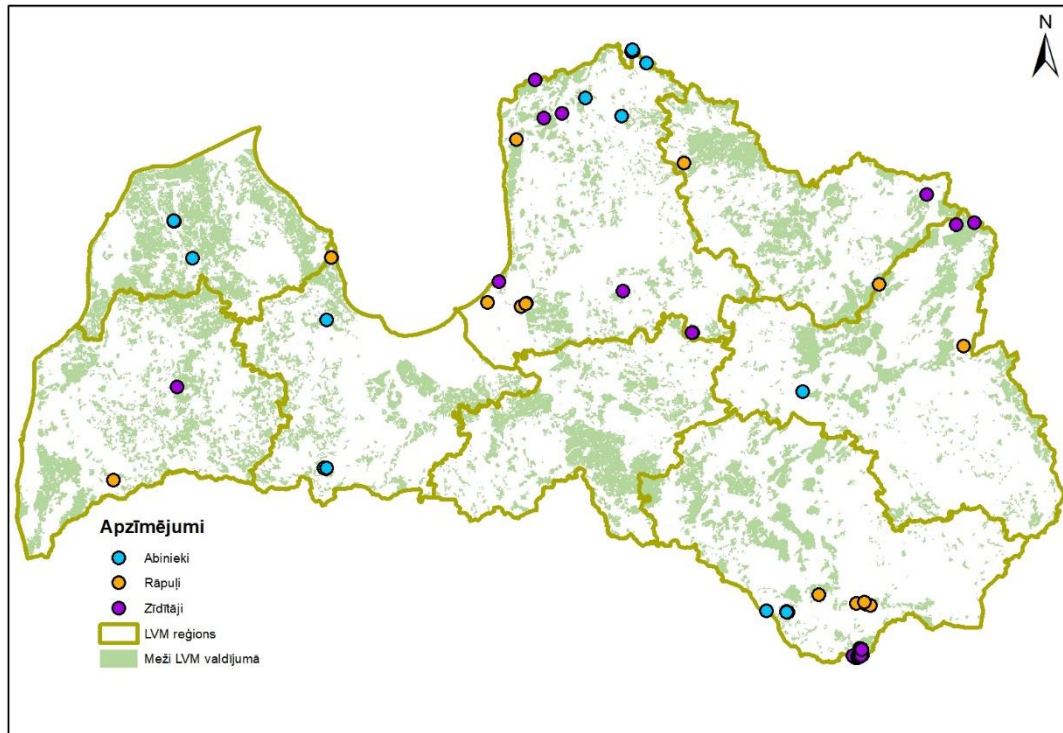 N
Apzīmējumi
Abinieki
Rāpuļi
Zīdītāji
LVM reģions
Meži LVM valdījumā